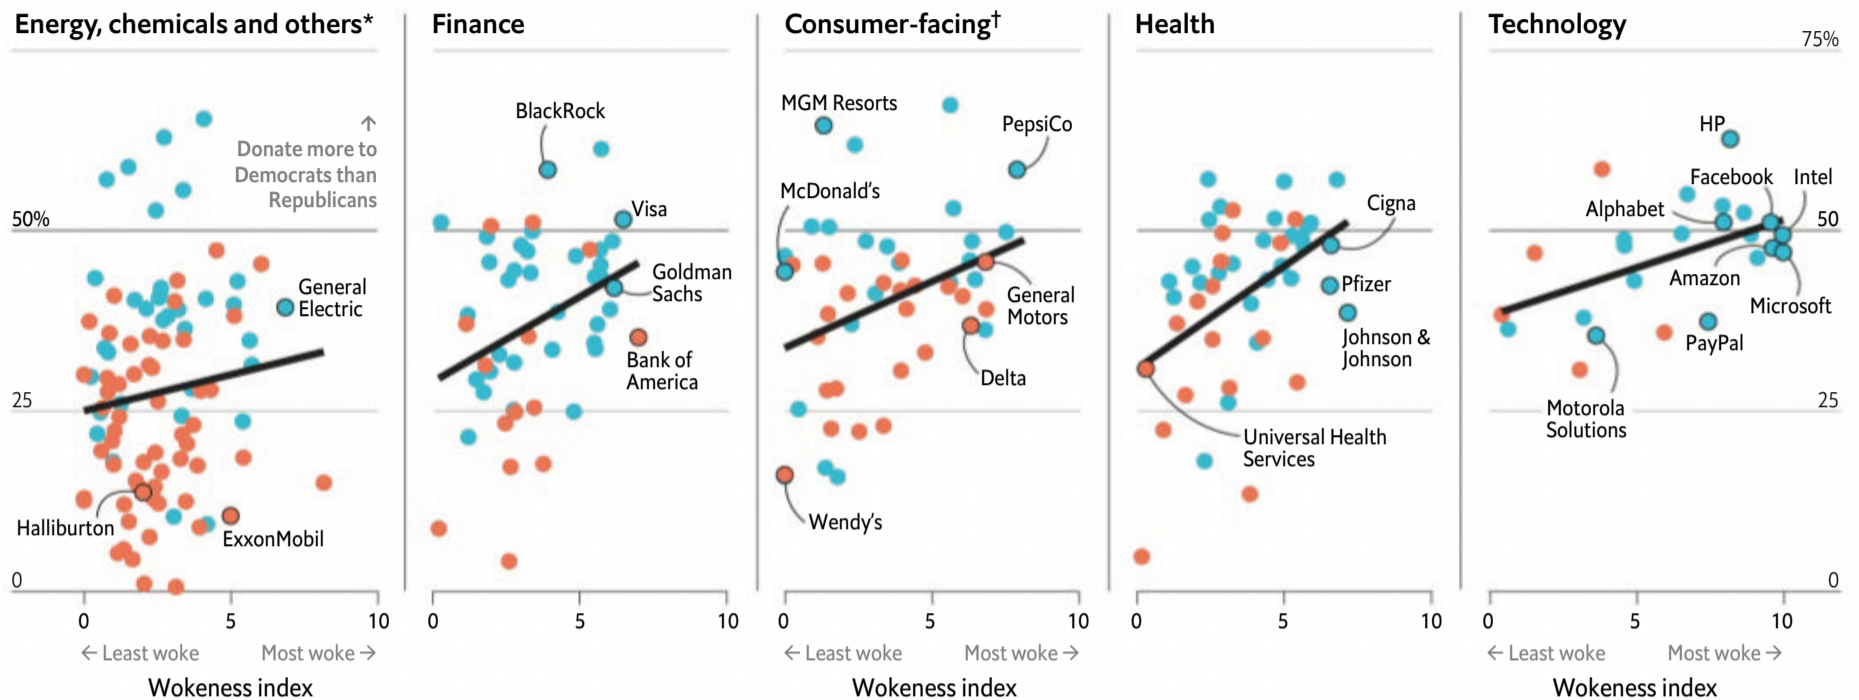 Energy, chemicals and others*
Finance
Consumer-facing†
Health
Technology
75%
↑
Donate more to
Democrats than
Republicans
50%
General
Electric
25
Halliburton
ExxonMobil
0
0 5 10
← Least woke Most woke →
Wokeness index
BlackRock
Visa
Goldman
Sachs
Bank of
America
0 5 10
MGM Resorts
PepsiCo
McDonald's
General
Motors
Delta
Wendy's
0 5 10
← Least woke Most woke →
Wokeness index
Cigna
Pfizer
Johnson &
Johnson
Universal Health
Services
0 5 10
HP
Facebook
Intel
Alphabet
50
Amazon
Microsoft
PayPal
Motorola
Solutions
25
0
0 5 10
← Least woke Most woke →
Wokeness index